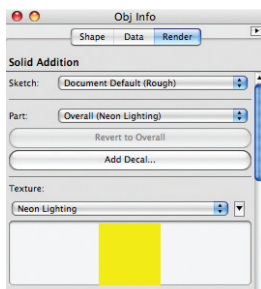 Obj Info
Shape Data Render
Solid Addition
Sketch: Document Default (Rough)
Part: Overall (Neon Lighting)
Revert to Overall
Add Decal...
Texture:
Neon Lighting